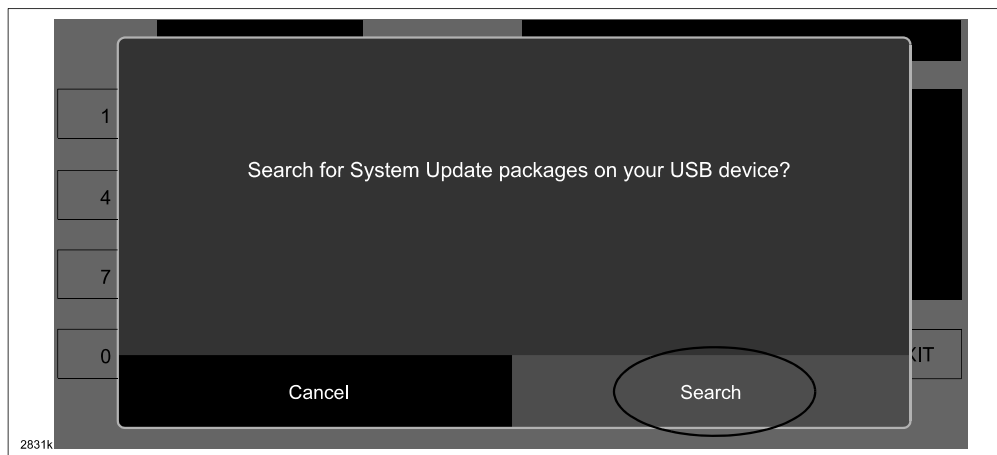 1
Search for System Update packages on your USB device?
4
7
0
XIT
Cancel
Search
2831k